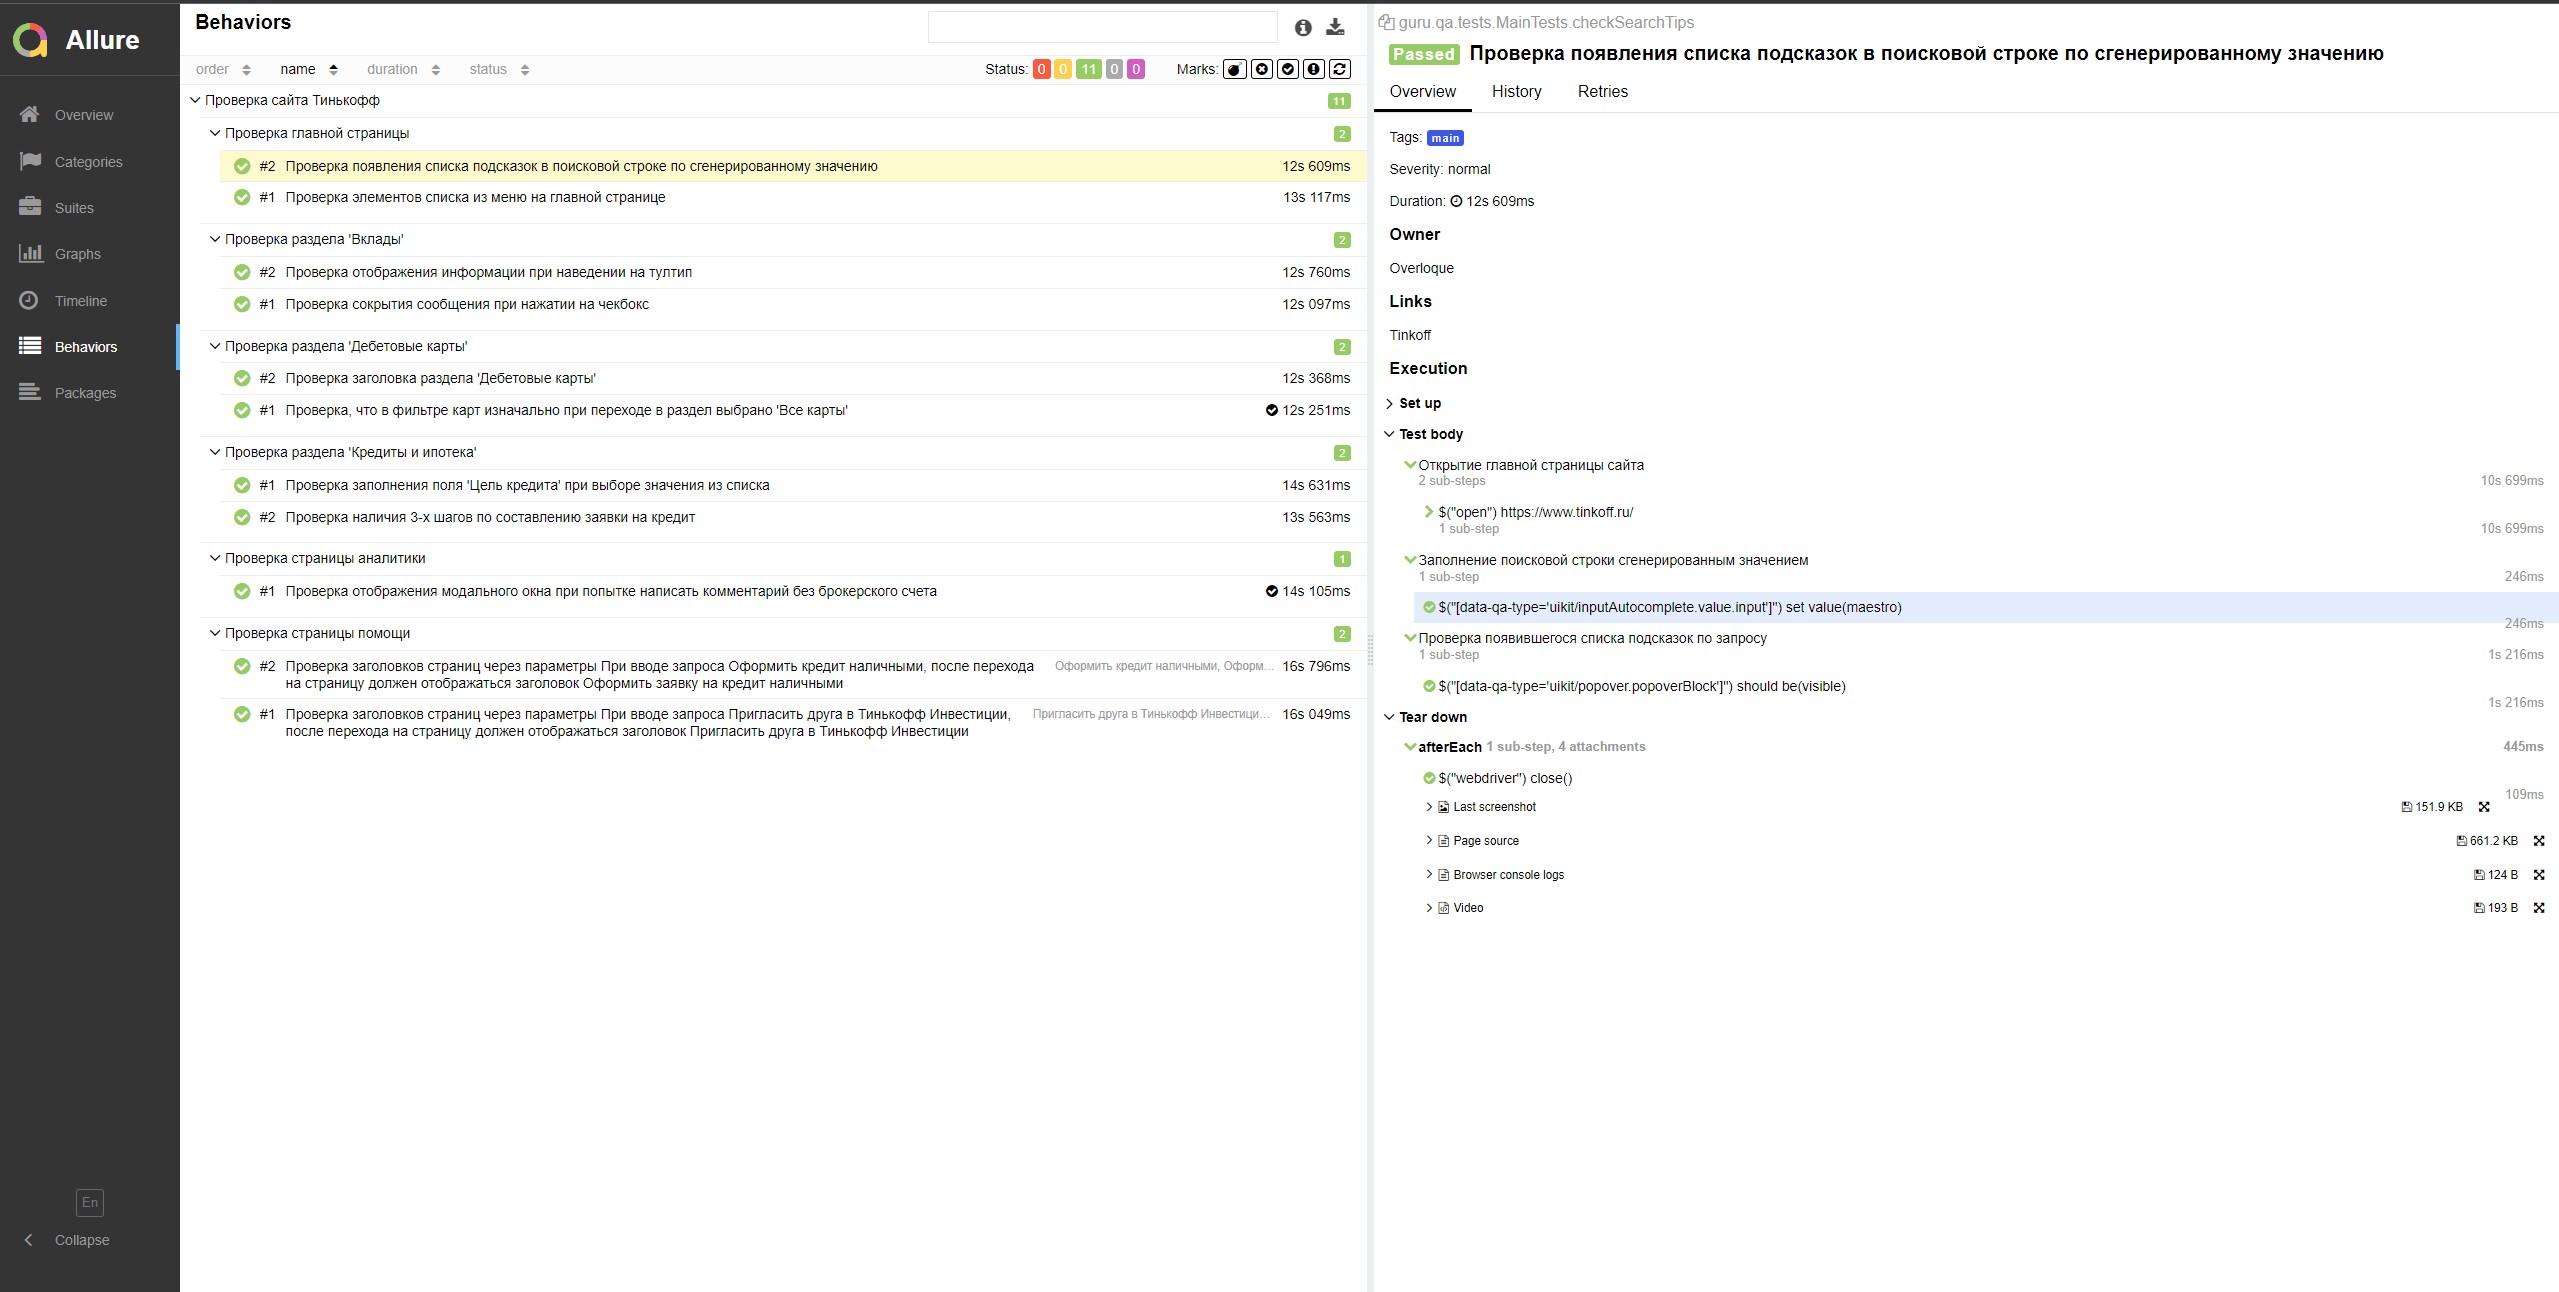 Allure
Overview
Categories
Suites
Graphs
Timeline
Behaviors
Packages
En
Collapse
Behaviors
order name duration status
Status: 0 0 11 0 0 Marks:
Проверка сайта Тинькофф 11
Проверка главной страницы 2
#2 Проверка появления списка подсказок в поисковой строке по сгенерированному значению 12s 609ms
#1 Проверка элементов списка из меню на главной странице 13s 117ms
Проверка раздела 'Вклады' 2
#2 Проверка отображения информации при наведении на тултип 12s 760ms
#1 Проверка сокрытия сообщения при нажатии на чекбокс 12s 097ms
Проверка раздела 'Дебетовые карты' 2
#2 Проверка заголовка раздела 'Дебетовые карты' 12s 368ms
#1 Проверка, что в фильтре карт изначально при переходе в раздел выбрано 'Все карты' 12s 251ms
Проверка раздела 'Кредиты и ипотека' 2
#1 Проверка заполнения поля 'Цель кредита' при выборе значения из списка 14s 631ms
#2 Проверка наличия 3-х шагов по составлению заявки на кредит 13s 563ms
Проверка страницы аналитики 1
#1 Проверка отображения модального окна при попытке написать комментарий без брокерского счета 14s 105ms
Проверка страницы помощи 2
#2 Проверка заголовков страниц через параметры При вводе запроса Оформить кредит наличными, после перехода Оформить кредит наличными, Оформ... 16s 796ms
на страницу должен отображаться заголовок Оформить заявку на кредит наличными
#1 Проверка заголовков страниц через параметры При вводе запроса Пригласить друга в Тинькофф Инвестиции, Пригласить друга в Тинькофф Инвестици... 16s 049ms
после перехода на страницу должен отображаться заголовок Пригласить друга в Тинькофф Инвестиции
guru.qa.tests.MainTests.checkSearchTips
Passed Проверка появления списка подсказок в поисковой строке по сгенерированному значению
Overview History Retries
Tags: main
Severity: normal
Duration: 12s 609ms
Owner
Overloque
Links
Tinkoff
Execution
Set up
Test body
Открытие главной страницы сайта
2 sub-steps 10s 699ms
$("open") https://www.tinkoff.ru/
1 sub-step 10s 699ms
Заполнение поисковой строки сгенерированным значением
1 sub-step 246ms
$("[data-qa-type='uikit/inputAutocomplete.value.input']") set value(maestro)
246ms
Проверка появившегося списка подсказок по запросу
1 sub-step 1s 216ms
$("[data-qa-type='uikit/popover.popoverBlock']") should be(visible)
1s 216ms
Tear down
afterEach 1 sub-step, 4 attachments 445ms
$("webdriver") close()
109ms
Last screenshot 151.9 KB
Page source 661.2 KB
Browser console logs 124 B
Video 193 B